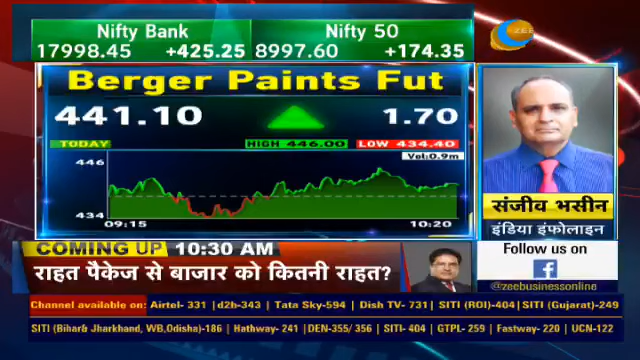 Nifty Bank
17998.45 +425.25
Nifty 50
8997.60 +174.35
ZEE
Berger Paints Fut
441.10 1.70
TODAY HIGH 446.00 LOW 434.40
Vol:0.9m
446
434
09:15 10:20
संजीव भसीन
इंडिया इंफोलाइन
COMING UP 10:30 AM
राहत पैकेज से बाजार को कितनी राहत?
Follow us on
f
@zeebusinessonline
Channel available on: Airtel- 331 |d2b-343 | Tata Sky-594 | Dish TV- 731| SITI (ROI)-404| SITI (Gujarat)-249
SITI (Bihar& Jharkhand, WB,Odisha)-186 | Hathway- 241 |DEN-355/ 356 | SITI- 404 | GTPL- 259 | Fastway- 220 | UCN-122